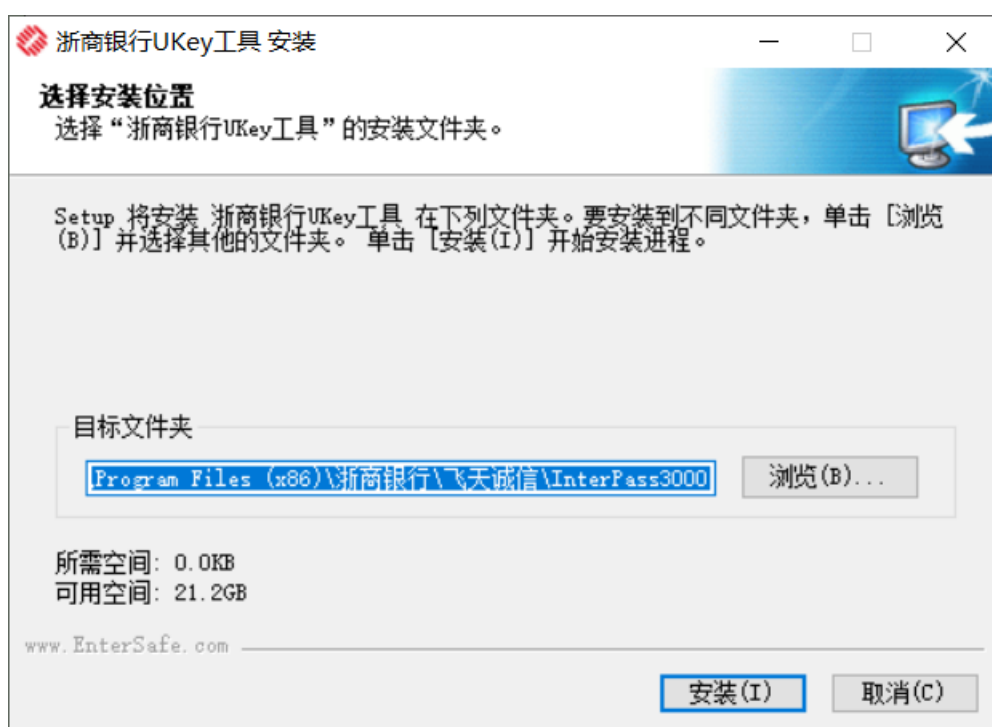 浙商银行UKey工具 安装
选择安装位置
选择“浙商银行UKey工具”的安装文件夹。
Setup 将安装 浙商银行UKey工具 在下列文件夹。要安装到不同文件夹，单击 [浏览
(B)] 并选择其他的文件夹。 单击 [安装(I)] 开始安装进程。
目标文件夹
Program Files (x86)\浙商银行\飞天诚信\InterPass3000
浏览(B)...
所需空间: 0.0KB
可用空间: 21.2GB
www.EnterSafe.com
安装(I)
取消(C)